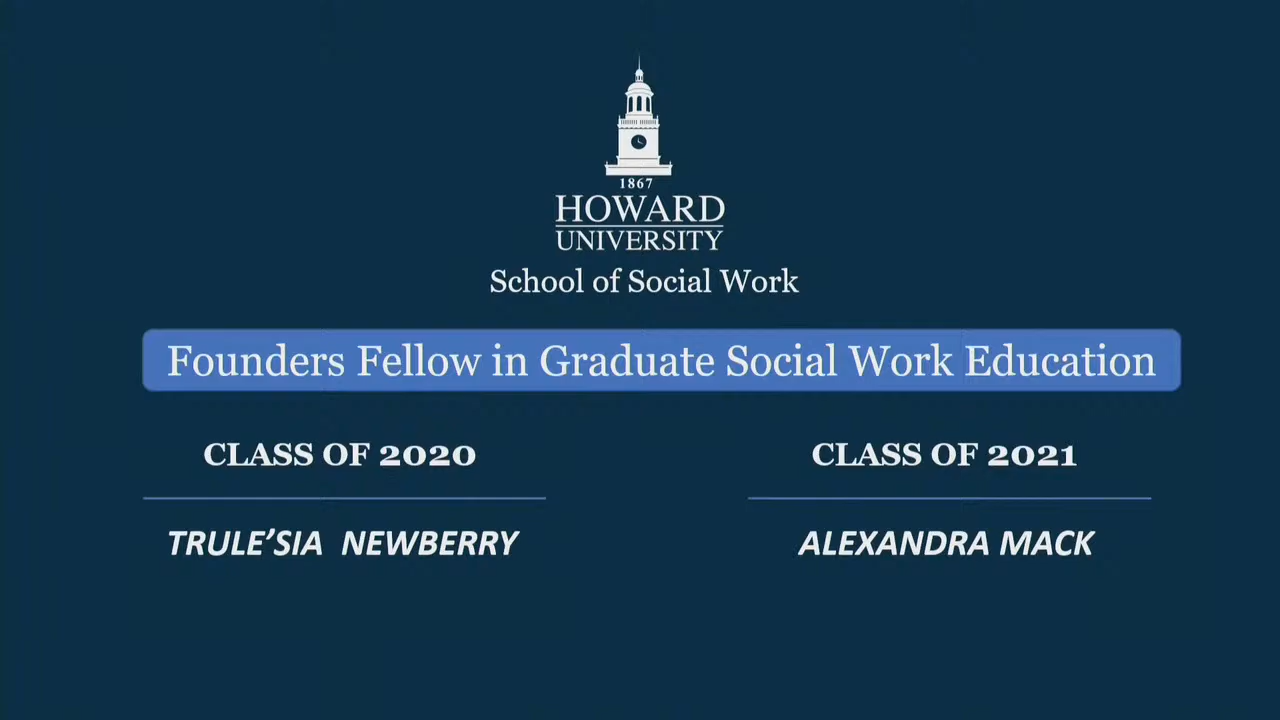 1867
HOWARD
UNIVERSITY
School of Social Work
Founders Fellow in Graduate Social Work Education
CLASS OF 2020
TRULE’SIA NEWBERRY
CLASS OF 2021
ALEXANDRA MACK